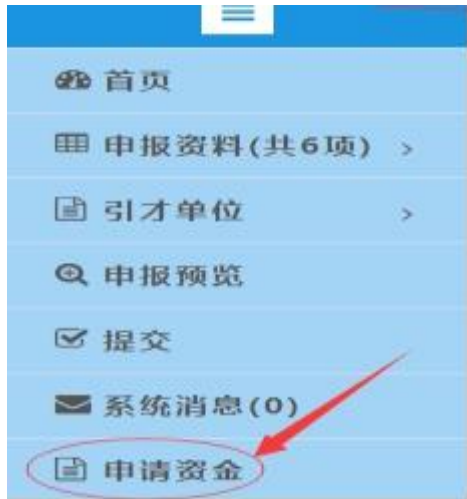 首页
申报资料(共6项) >
引才单位 >
申报预览
提交
系统消息(0)
申请资金